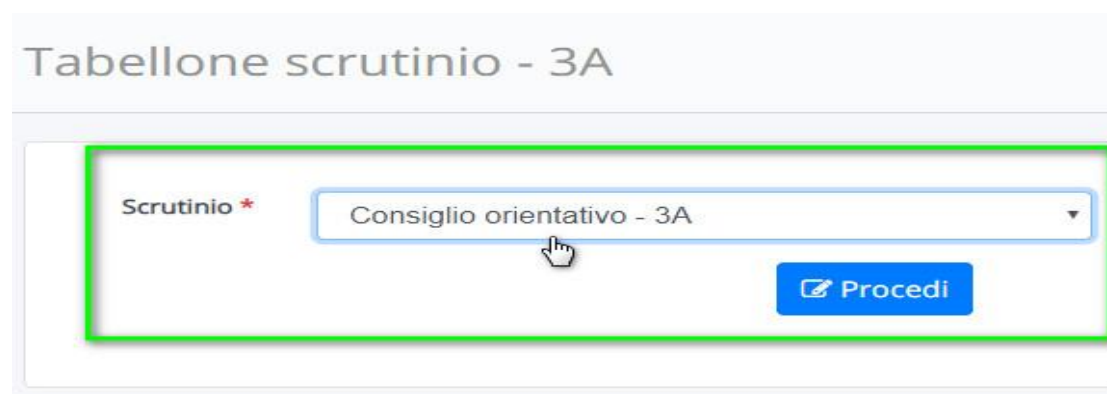 Tabellone scrutinio - 3A
Scrutinio *
Consiglio orientativo - 3A
Procedi